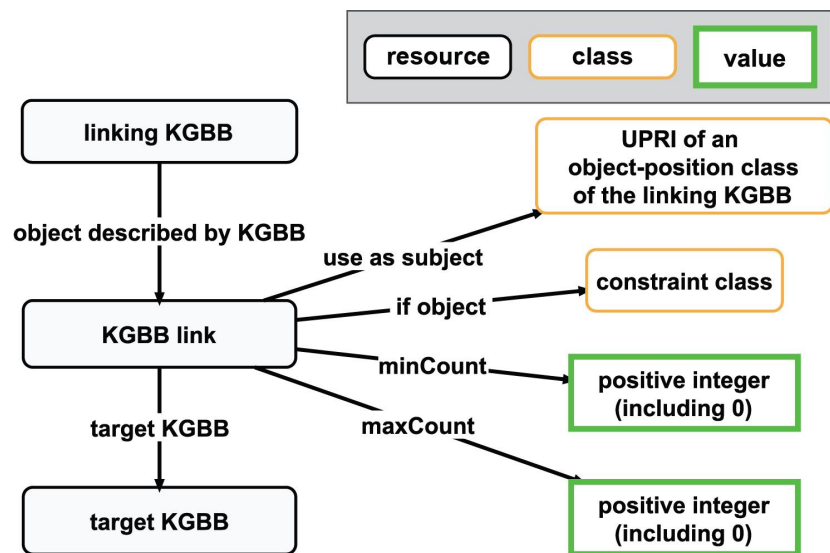 resource
class
value
linking KGBB
UPRI of an
object-position class
of the linking KGBB
object described by KGBB
use as subject
if object
constraint class
KGBB link
minCount
positive integer
(including 0)
target KGBB
maxCount
target KGBB
positive integer
(including 0)